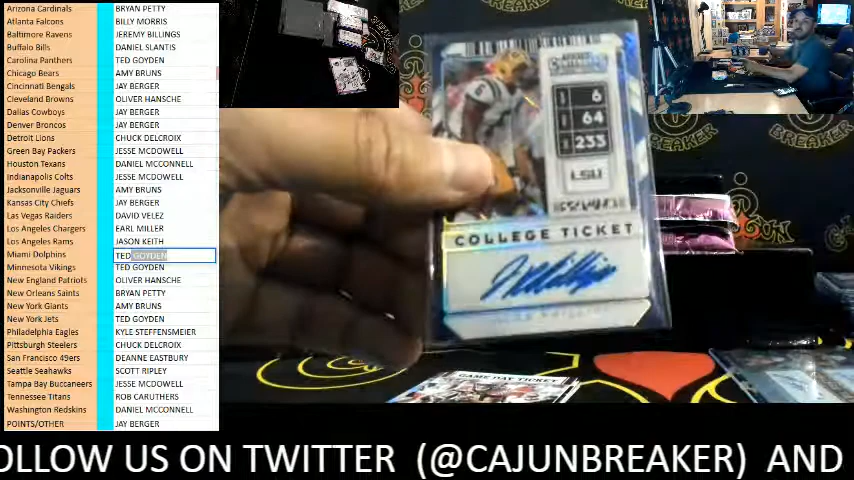 Arizona Cardinals BRYAN PETTY
Atlanta Falcons BILLY MORRIS
Baltimore Ravens JEREMY BILLINGS
Buffalo Bills DANIEL SLANTIS
Carolina Panthers TED GOYDEN
Chicago Bears AMY BRUNS
Cincinnati Bengals JAY BERGER
Cleveland Browns OLIVER HANSCHE
Dallas Cowboys JAY BERGER
Denver Broncos JAY BERGER
Detroit Lions CHUCK DELCROIX
Green Bay Packers JESSE MCDOWELL
Houston Texans DANIEL MCCONNELL
Indianapolis Colts JESSE MCDOWELL
Jacksonville Jaguars AMY BRUNS
Kansas City Chiefs JAY BERGER
Las Vegas Raiders DAVID VELEZ
Los Angeles Chargers EARL MILLER
Los Angeles Rams JASON KEITH
Miami Dolphins TED GOYDEN
Minnesota Vikings TED GOYDEN
New England Patriots OLIVER HANSCHE
New Orleans Saints BRYAN PETTY
New York Giants AMY BRUNS
New York Jets TED GOYDEN
Philadelphia Eagles KYLE STEFFENSMEIER
Pittsburgh Steelers CHUCK DELCROIX
San Francisco 49ers DEANNE EASTBURY
Seattle Seahawks SCOTT RIPLEY
Tampa Bay Buccaneers JESSE MCDOWELL
Tennessee Titans ROB CARUTHERS
Washington Redskins DANIEL MCCONNELL
POINTS/OTHER JAY BERGER
BREAKER
6
64
233
LSU
COLLEGE TICKET
GAME DAY TICKET
BREAKER
OLLOW US ON TWITTER (@CAJUNBREAKER) AND